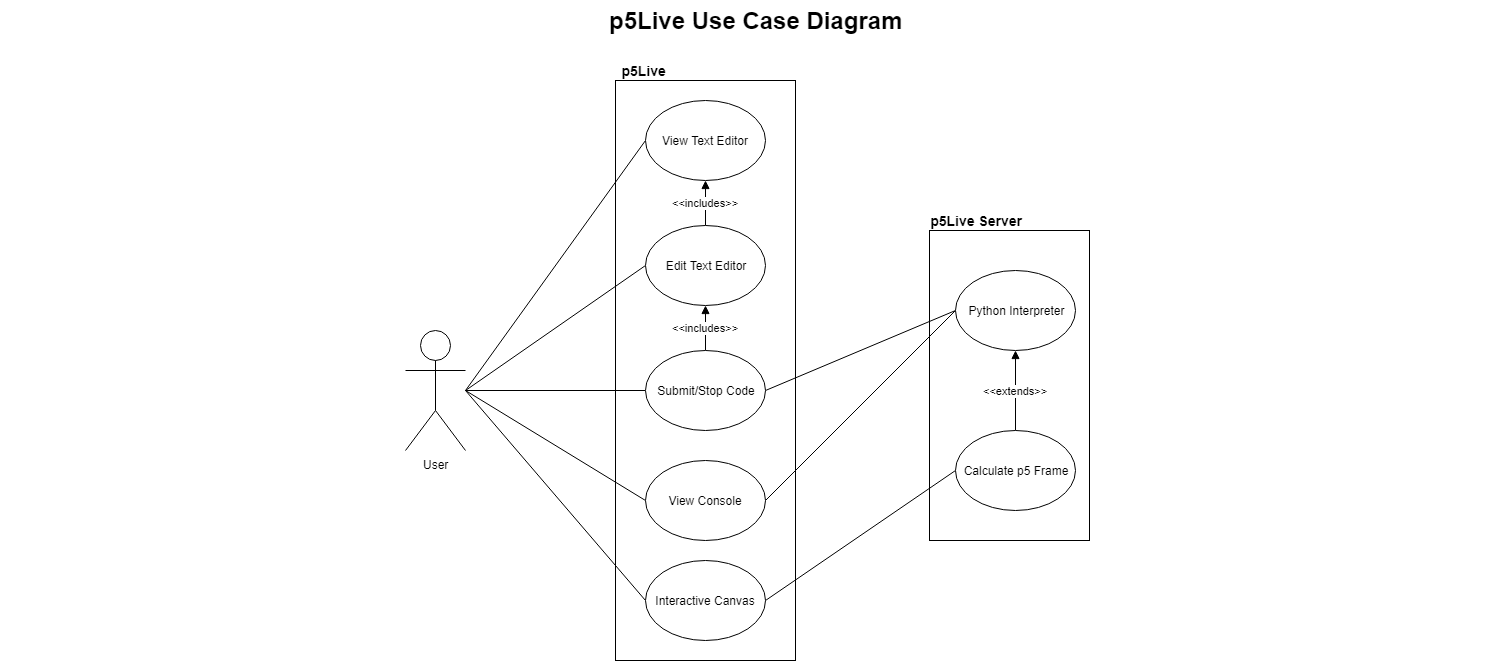 p5Live Use Case Diagram
p5Live
View Text Editor
<<includes>>
Edit Text Editor
<<includes>>
Submit/Stop Code
View Console
Interactive Canvas
User
p5Live Server
Python Interpreter
<<extends>>
Calculate p5 Frame